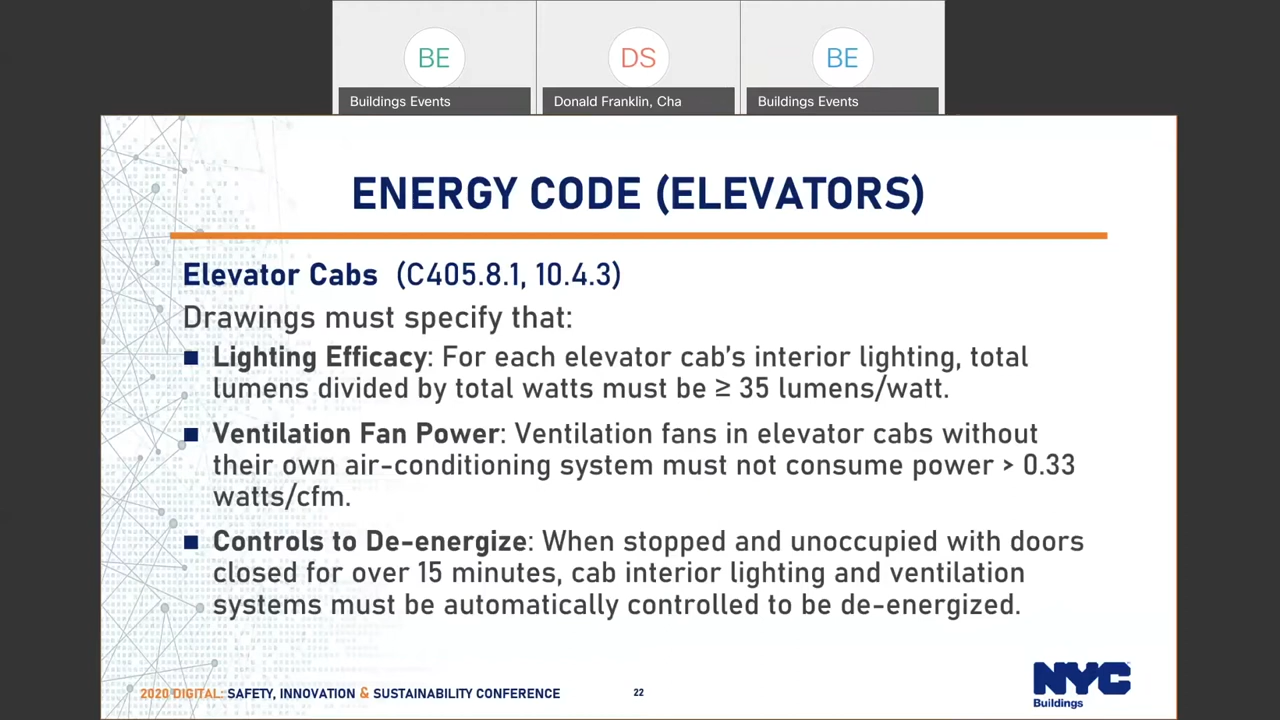 BE
DS
BE
Buildings Events
Donald Franklin, Cha
Buildings Events
ENERGY CODE (ELEVATORS)
Elevator Cabs (C405.8.1, 10.4.3)
Drawings must specify that:
■ Lighting Efficacy: For each elevator cab's interior lighting, total
lumens divided by total watts must be ≥ 35 lumens/watt.
■ Ventilation Fan Power: Ventilation fans in elevator cabs without
their own air-conditioning system must not consume power > 0.33
watts/cfm.
■ Controls to De-energize: When stopped and unoccupied with doors
closed for over 15 minutes, cab interior lighting and ventilation
systems must be automatically controlled to be de-energized.
2020 DIGITAL: SAFETY, INNOVATION & SUSTAINABILITY CONFERENCE
22
NYC
Buildings